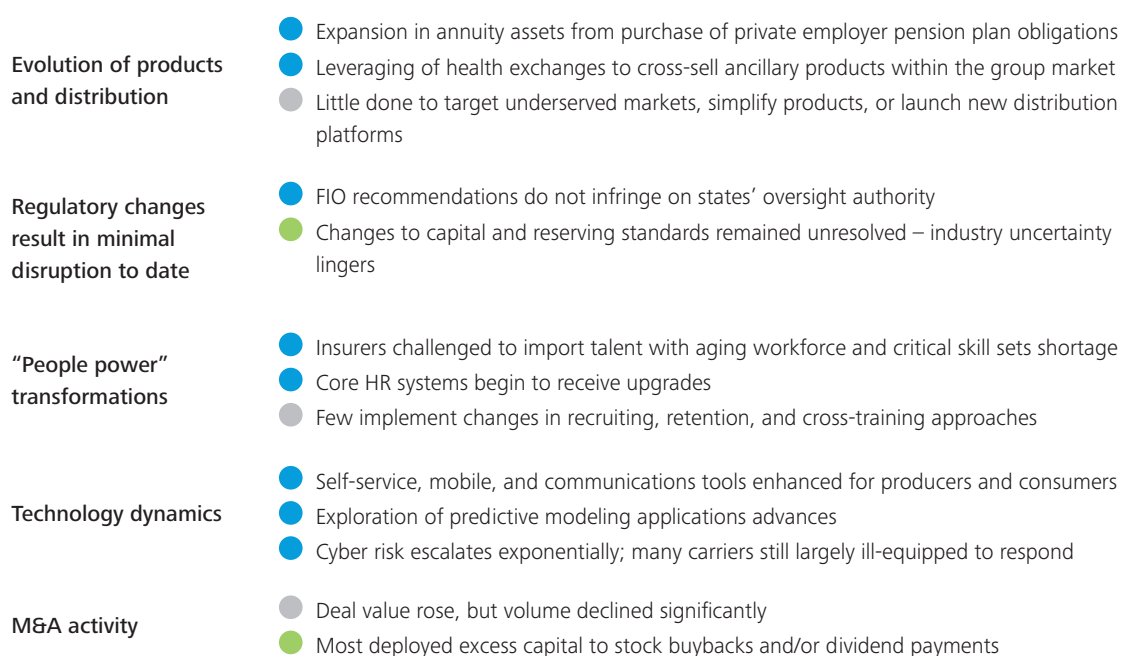 Evolution of products
and distribution
Expansion in annuity assets from purchase of private employer pension plan obligations
Leveraging of health exchanges to cross-sell ancillary products within the group market
Little done to target underserved markets, simplify products, or launch new distribution
platforms
Regulatory changes
result in minimal
disruption to date
FIO recommendations do not infringe on states’ oversight authority
Changes to capital and reserving standards remained unresolved – industry uncertainty
lingers
“People power”
transformations
Insurers challenged to import talent with aging workforce and critical skill sets shortage
Core HR systems begin to receive upgrades
Few implement changes in recruiting, retention, and cross-training approaches
Technology dynamics
Self-service, mobile, and communications tools enhanced for producers and consumers
Exploration of predictive modeling applications advances
Cyber risk escalates exponentially; many carriers still largely ill-equipped to respond
M&A activity
Deal value rose, but volume declined significantly
Most deployed excess capital to stock buybacks and/or dividend payments